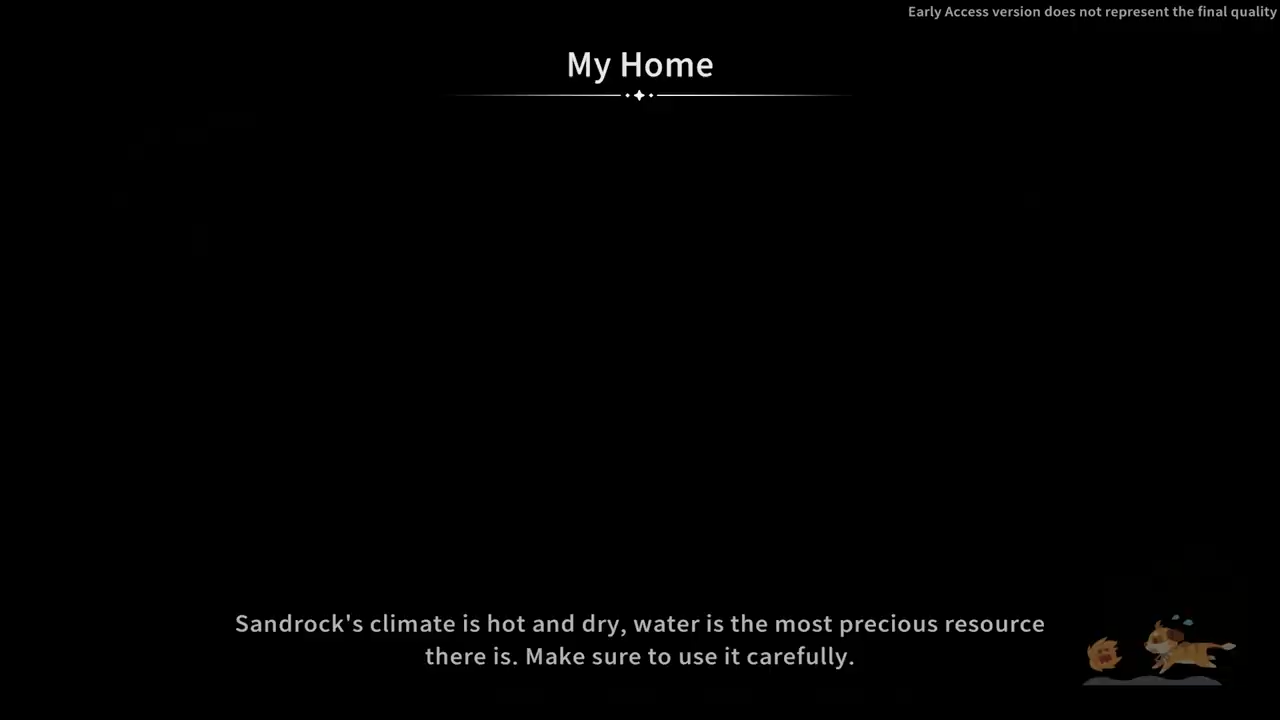 Early Access version does not represent the final quality
My Home
Sandrock's climate is hot and dry, water is the most precious resource
there is. Make sure to use it carefully.